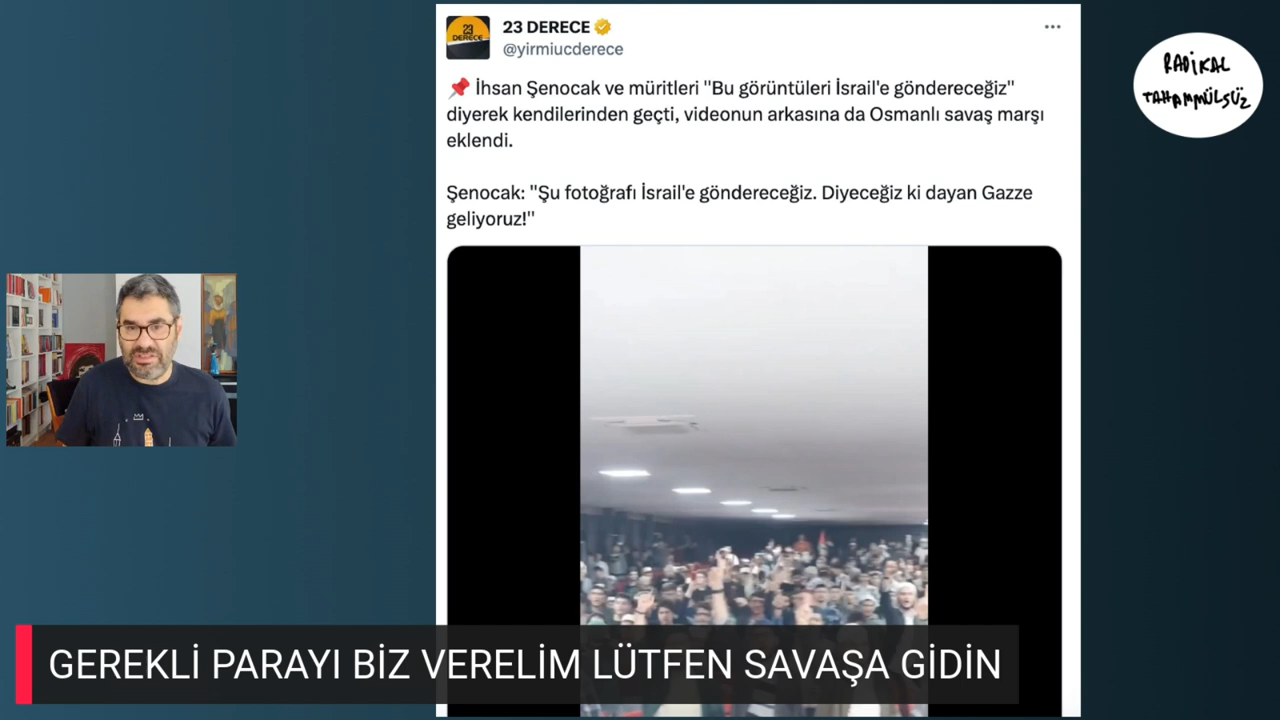 23 DERECE
@yirmiucderece
23
DERECE
📌 İhsan Şenocak ve müritleri "Bu görüntüleri İsrail'e göndereceğiz"
diyerek kendilerinden geçti, videonun arkasına da Osmanlı savaş marşı
eklendi.
Şenocak: "Şu fotoğrafı İsrail'e göndereceğiz. Diyeceğiz ki dayan Gazze
geliyoruz!"
RADİKAL
TAHAMMÜLSÜZ
GEREKLİ PARAYI BİZ VERELİM LÜTFEN SAVAŞA GİDİN